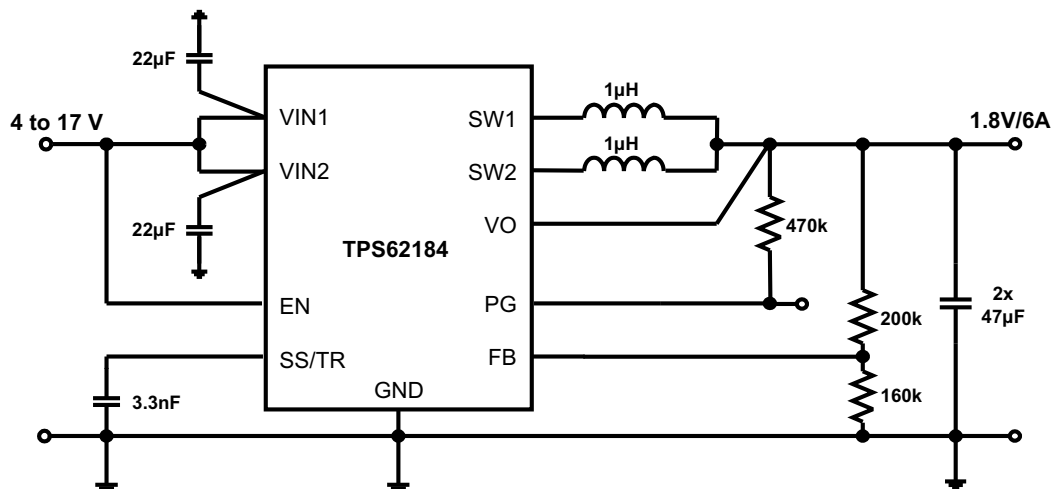 22µF
4 to 17 V
22µF
3.3nF
VIN1
VIN2
EN
SS/TR
TPS62184
GND
SW1
SW2
VO
PG
FB
1µH
1µH
470k
200k
160k
1.8V/6A
2x
47µF